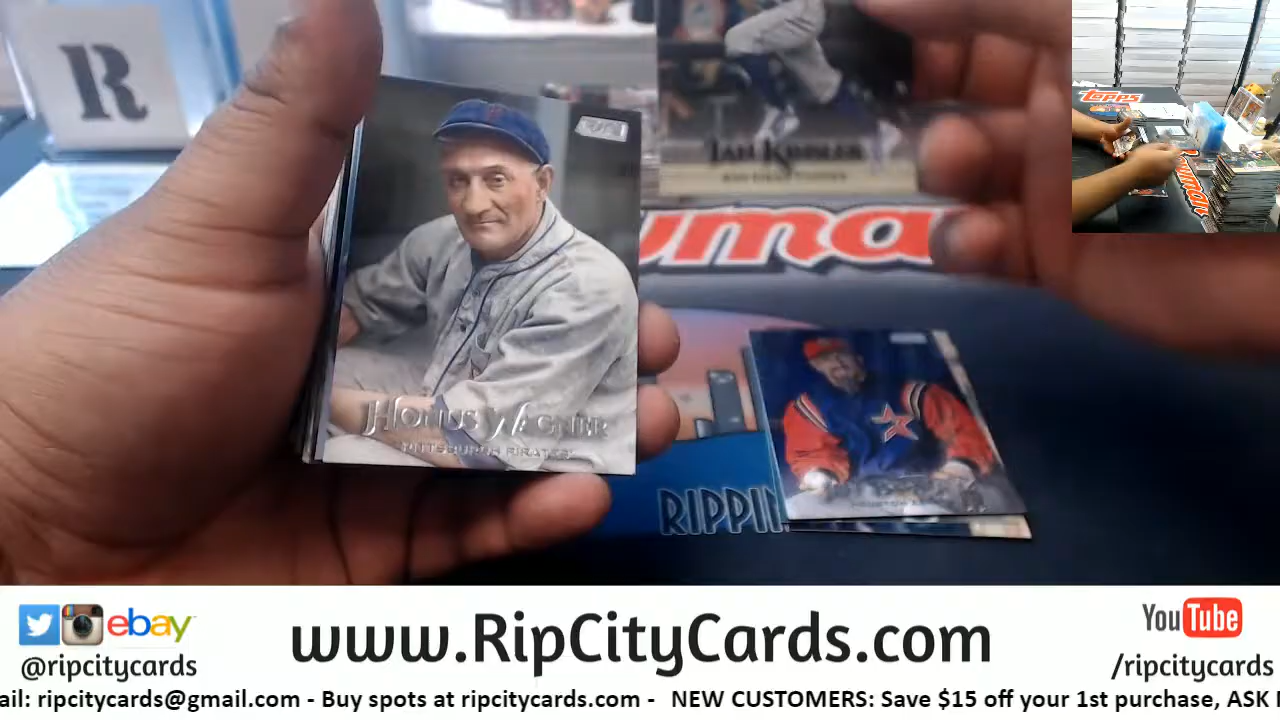 R
IAN KINSLER
HONUS WAGNER
PITTSBURGH PIRATES
RIPPIN
topps
ebay
@ripcitycards
www.RipCityCards.com
YouTube
/ripcitycards
ail: ripcitycards@gmail.com - Buy spots at ripcitycards.com - NEW CUSTOMERS: Save $15 off your 1st purchase, ASK